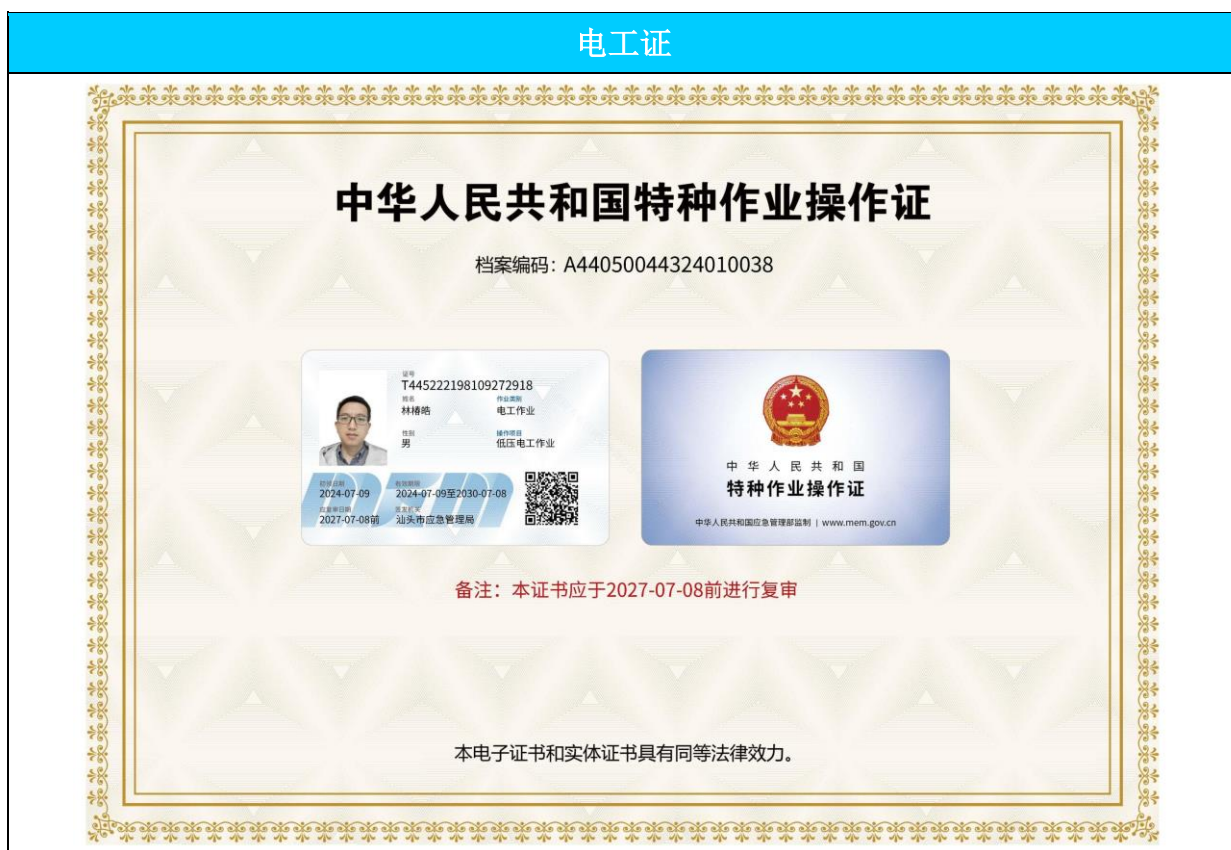 电工证
中华人民共和国特种作业操作证
档案编码：A44050044324010038
证号
T445222198109272918
姓名 作业类别
林椿皓 电工作业
性别 操作项目
男 低压电工作业
初领日期 有效期限
2024-07-09 2024-07-09至2030-07-08
应复审日期 签发机关
2027-07-08前 汕头市应急管理局
中华人民共和国
特种作业操作证
中华人民共和国应急管理部监制 | www.mem.gov.cn
备注：本证书应于2027-07-08前进行复审
本电子证书和实体证书具有同等法律效力。